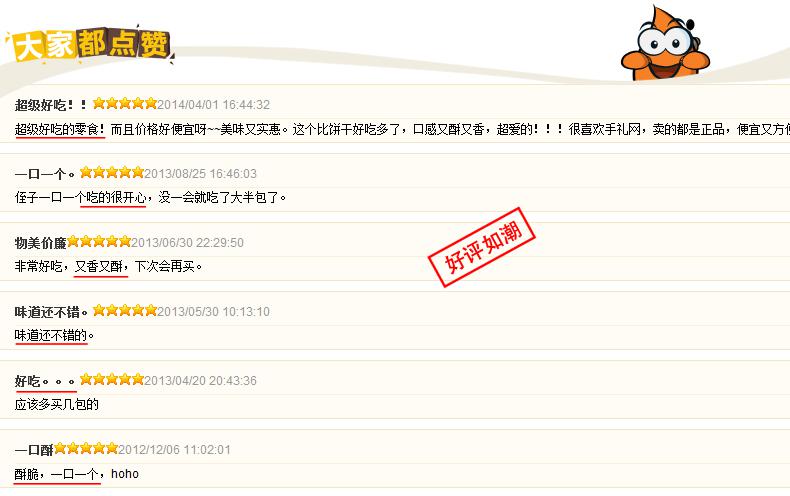 大家都点赞
超级好吃！！2014/04/01 16:44:32
超级好吃的零食！而且价格好便宜呀~~美味又实惠。这个比饼干好吃多了，口感又酥又香，超爱的！！！很喜欢手礼网，卖的都是正品，便宜又方便
一口一个。2013/08/25 16:46:03
侄子一口一个吃的很开心，没一会就吃了大半包了。
物美价廉2013/06/30 22:29:50
好评如潮
非常好吃，又香又酥，下次会再买。
味道还不错。2013/05/30 10:13:10
味道还不错的。
好吃。。。2013/04/20 20:43:36
应该多买几包的
一口酥2012/12/06 11:02:01
酥脆，一口一个，hoho